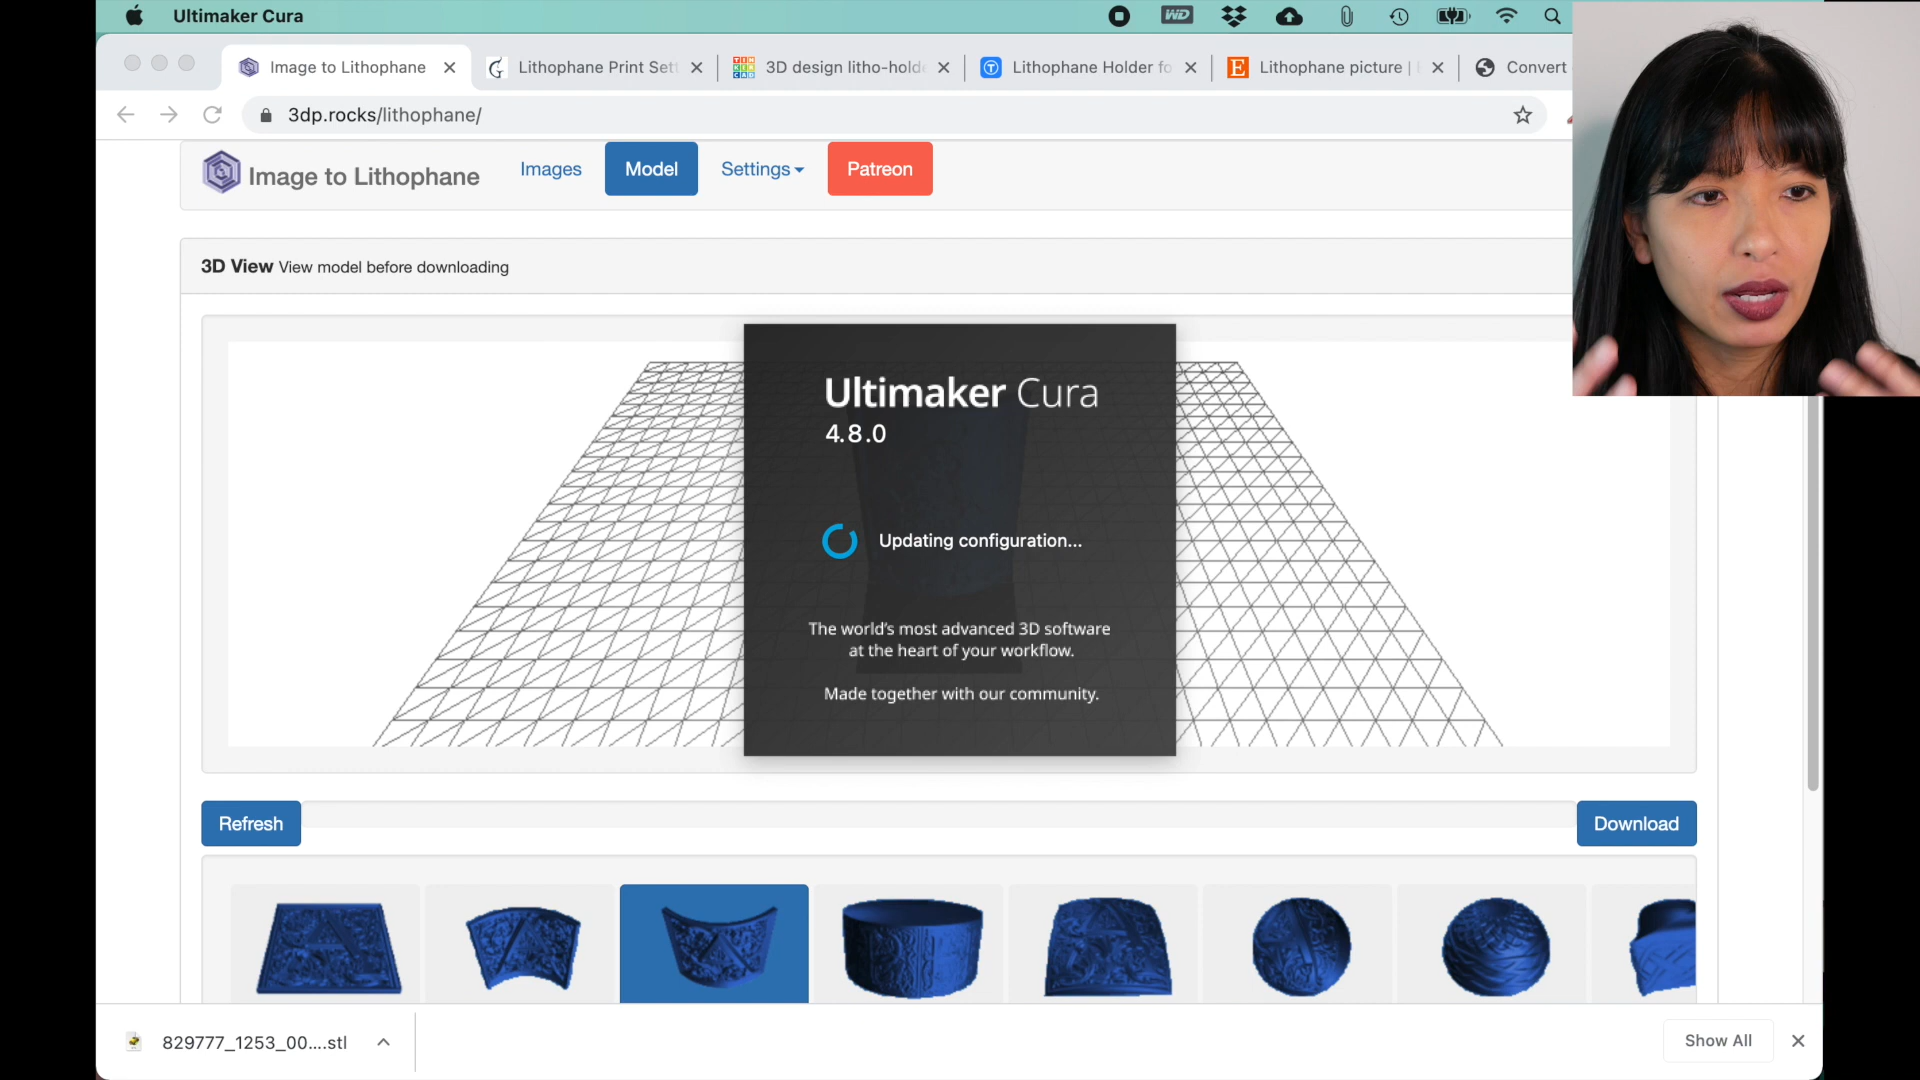 Ultimaker Cura
WD
Image to Lithophane
Lithophane Print Sett
3D design litho-holde
Lithophane Holder fo
Lithophane picture |
Convert
3dp.rocks/lithophane/
Image to Lithophane
Images
Model
Settings
Patreon
3D View View model before downloading
Ultimaker Cura
4.8.0
Updating configuration...
The world's most advanced 3D software
at the heart of your workflow.
Made together with our community.
Refresh
Download
829777_1253_00....stl
Show All